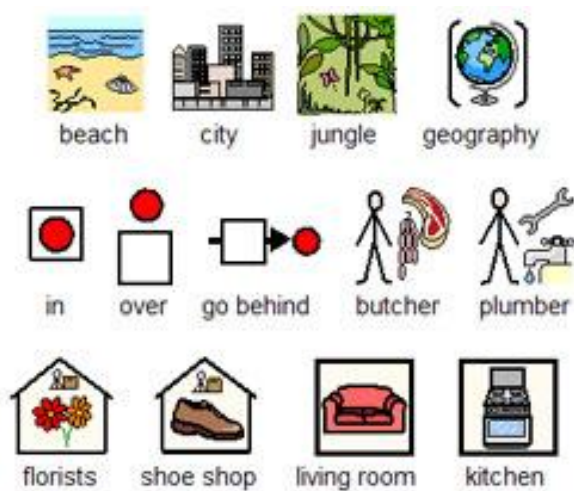 beach city jungle geography
in over go behind butcher plumber
florists shoe shop living room kitchen